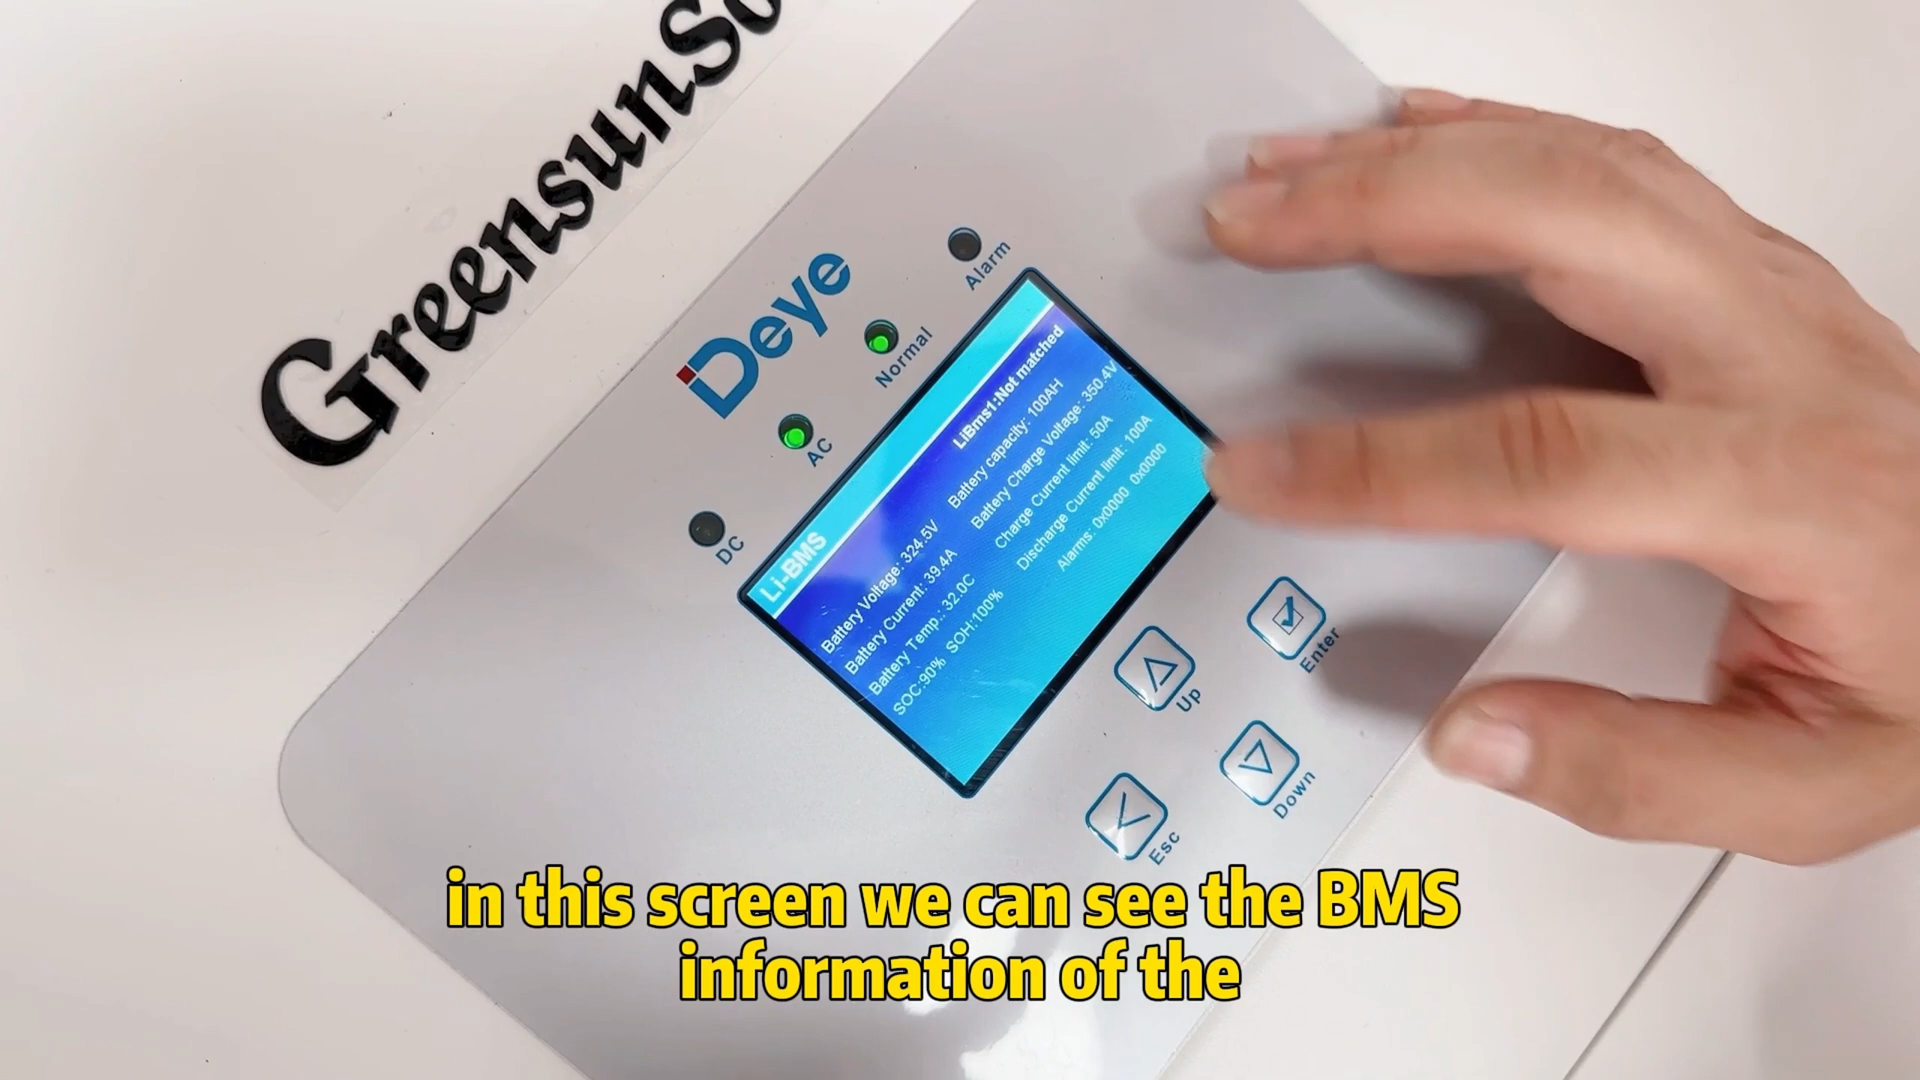 GreensunSo
Deye
DC
AC
Normal
Alarm
Li-BMS
LiBms1:Not matched
Battery Voltage: 324.5V
Battery capacity: 100AH
Battery Current: 39.4A
Battery Charge Voltage: 350.4V
Battery Temp.: 32.0C
Charge Current limit: 50A
SOC:90% SOH:100%
Discharge Current limit: 100A
Alarms: 0x0000 0x0000
Up
Enter
Esc
Down
in this screen we can see the BMS
information of the